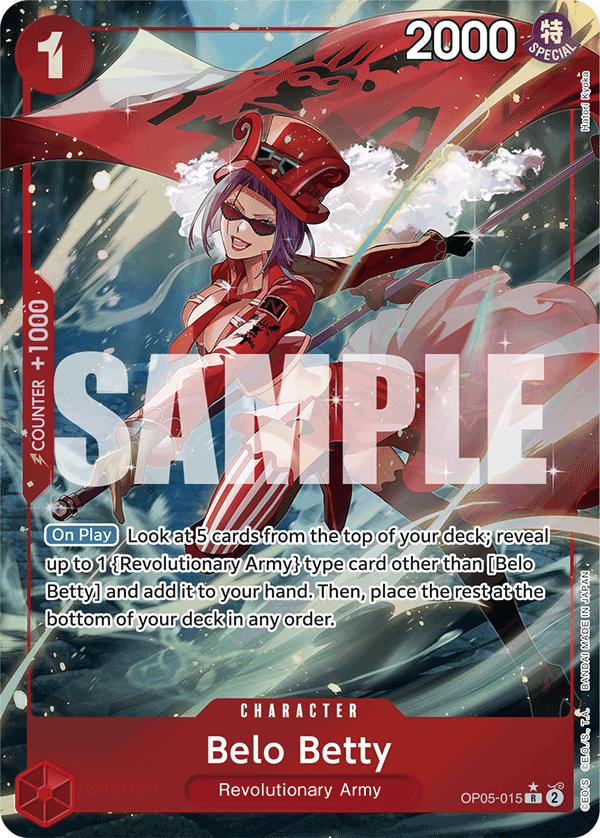 1
2000
特
SPECIAL
Hatori Kyoka
COUNTER +1000
SAMPLE
On Play Look at 5 cards from the top of your deck; reveal
up to 1 {Revolutionary Army} type card other than [Belo
Betty] and add it to your hand. Then, place the rest at the
bottom of your deck in any order.
CHARACTER
Belo Betty
Revolutionary Army
OP05-015 R 2
©EO/S ©E.O./S., T.A. BANDAI MADE IN JAPAN